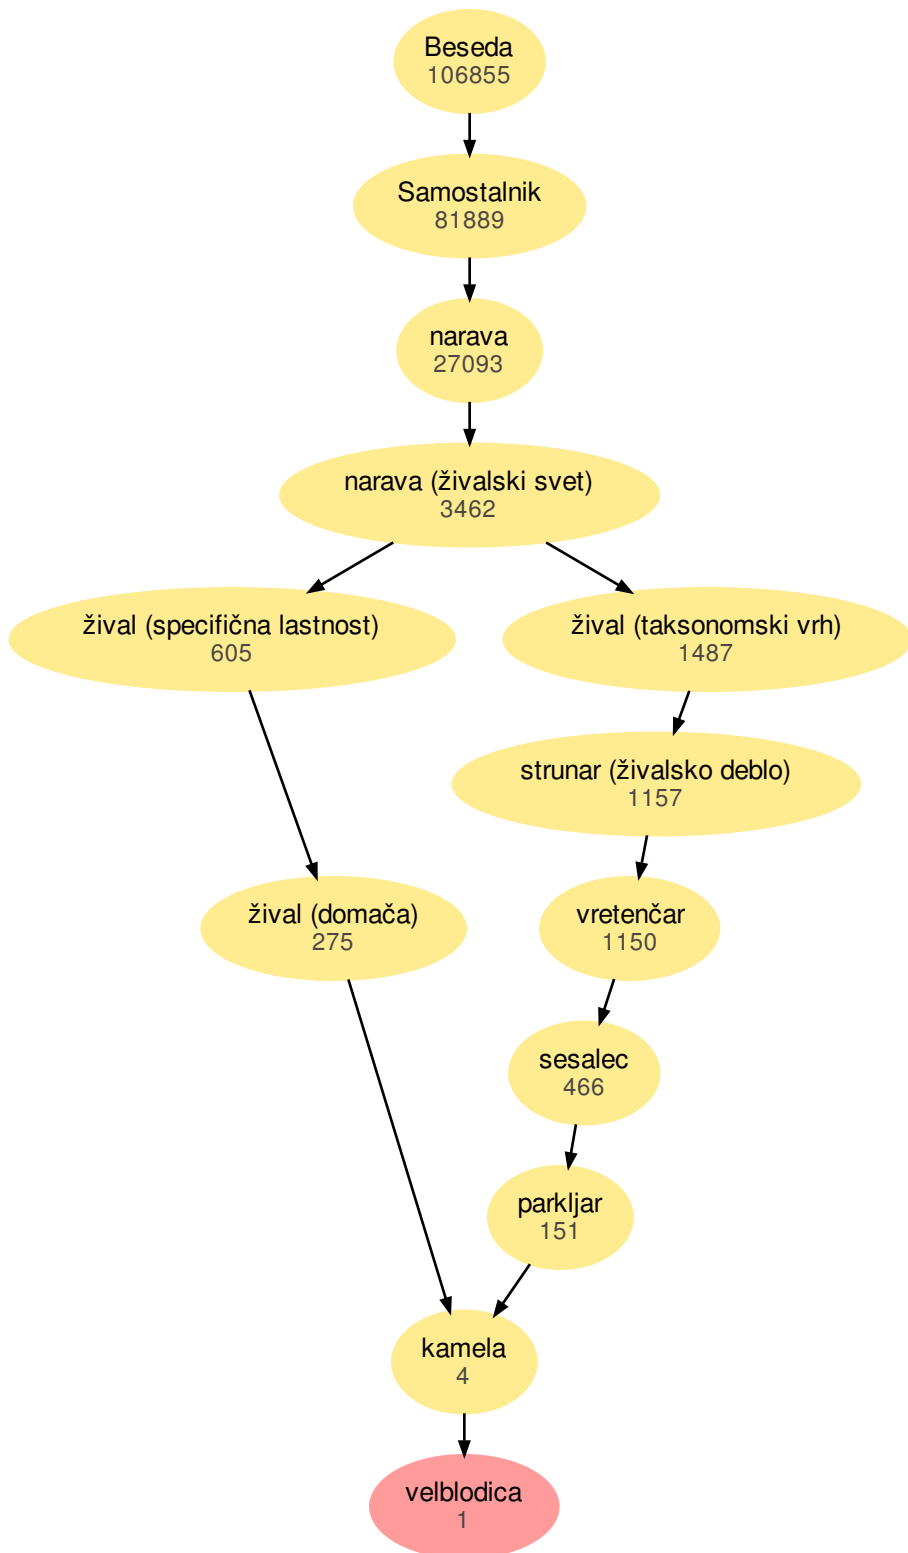 Beseda
106855
Samostalnik
81889
narava
27093
narava (živalski svet)
3462
žival (specifična lastnost)
605
žival (taksonomski vrh)
1487
strunar (živalsko deblo)
1157
žival (domača)
275
vretenčar
1150
sesalec
466
parkljar
151
kamela
4
velblodica
1